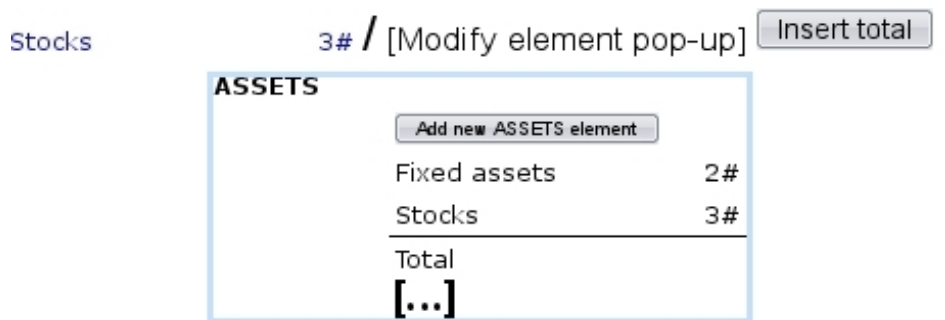 Stocks 3# / [Modify element pop-up] Insert total
ASSETS
Add new ASSETS element
Fixed assets 2#
Stocks 3#
Total
[...]